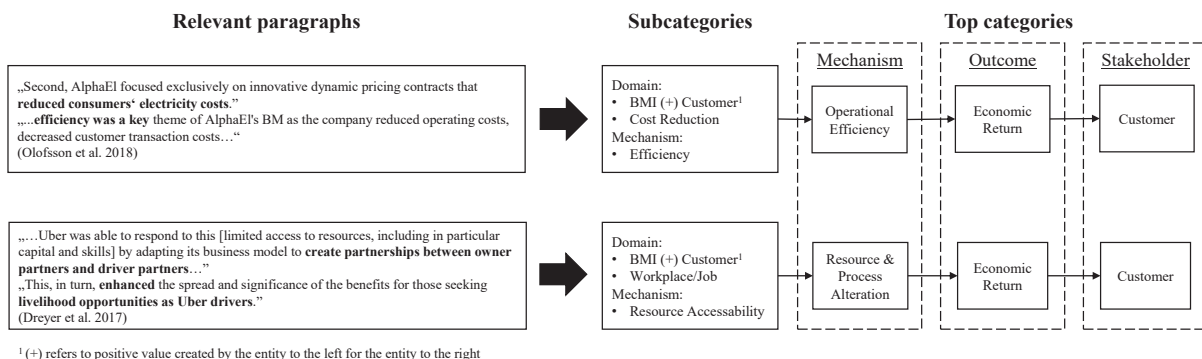 Relevant paragraphs
Subcategories
Top categories
„Second, AlphaEl focused exclusively on innovative dynamic pricing contracts that
reduced consumers‘ electricity costs.”
„...efficiency was a key theme of AlphaEl's BM as the company reduced operating costs,
decreased customer transaction costs…“
(Olofsson et al. 2018)
Domain:
• BMI (+) Customer¹
• Cost Reduction
Mechanism:
• Efficiency
Mechanism
Operational
Efficiency
Outcome
Economic
Return
Stakeholder
Customer
„…Uber was able to respond to this [limited access to resources, including in particular
capital and skills] by adapting its business model to create partnerships between owner
partners and driver partners…”
„This, in turn, enhanced the spread and significance of the benefits for those seeking
livelihood opportunities as Uber drivers.”
(Dreyer et al. 2017)
Domain:
• BMI (+) Customer¹
• Workplace/Job
Mechanism:
• Resource Accessability
Resource &
Process
Alteration
Economic
Return
Customer
¹ (+) refers to positive value created by the entity to the left for the entity to the right